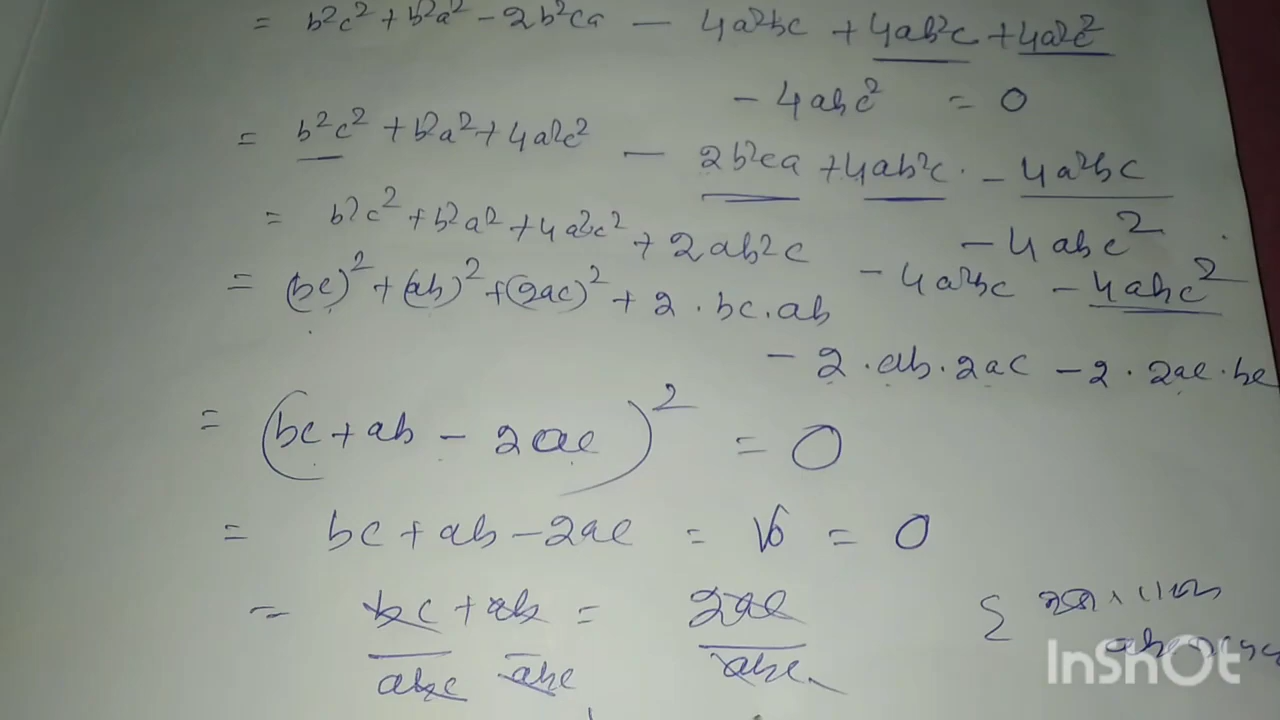 = b²c² + b²a² - 2b²ca - 4a²bc + 4ab²c + 4a²c²
- 4abc² = 0
= b²c² + b²a² + 4a²c² - 2b²ca + 4ab²c - 4a²bc
- 4abc²
= b²c² + b²a² + 4a²c² + 2ab²c - 4a²bc - 4abc²
= (bc)² + (ab)² + (2ac)² + 2 · bc · ab
- 2 · ab · 2ac - 2 · 2ac · bc
= (bc + ab - 2ac)² = 0
= bc + ab - 2ac = √0 = 0
= bc/abc + ab/abc = 2ac/abc
InShOt